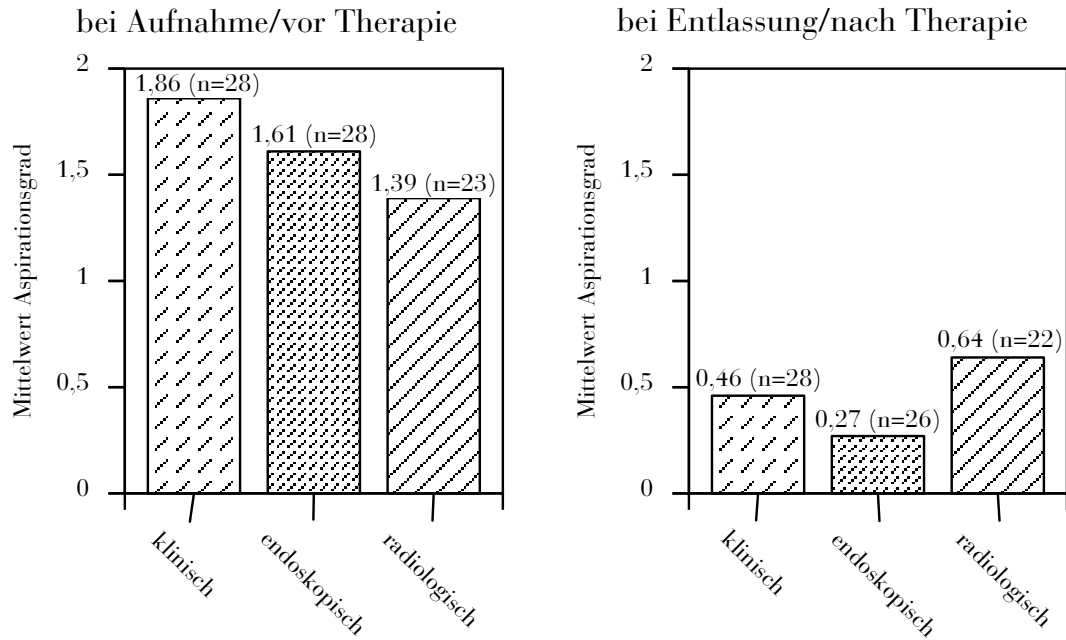 bei Aufnahme/vor Therapie
Mittelwert Aspirationsgrad
2
1,5
1
0,5
0
1,86 (n=28)
1,61 (n=28)
1,39 (n=23)
klinisch
endoskopisch
radiologisch
bei Entlassung/nach Therapie
Mittelwert Aspirationsgrad
2
1,5
1
0,5
0
0,46 (n=28)
0,27 (n=26)
0,64 (n=22)
klinisch
endoskopisch
radiologisch